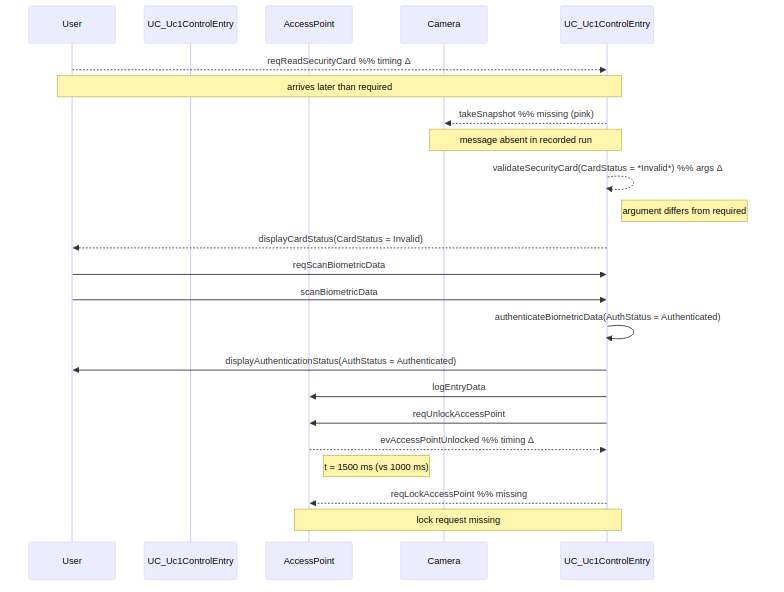 User
UC_Uc1ControlEntry
AccessPoint
Camera
UC_Uc1ControlEntry
reqReadSecurityCard %% timing Δ
arrives later than required
takeSnapshot %% missing (pink)
message absent in recorded run
validateSecurityCard(CardStatus = *Invalid*) %% args Δ
argument differs from required
displayCardStatus(CardStatus = Invalid)
reqScanBiometricData
scanBiometricData
authenticateBiometricData(AuthStatus = Authenticated)
displayAuthenticationStatus(AuthStatus = Authenticated)
logEntryData
reqUnlockAccessPoint
evAccessPointUnlocked %% timing Δ
t = 1500 ms (vs 1000 ms)
reqLockAccessPoint %% missing
lock request missing
User
UC_Uc1ControlEntry
AccessPoint
Camera
UC_Uc1ControlEntry